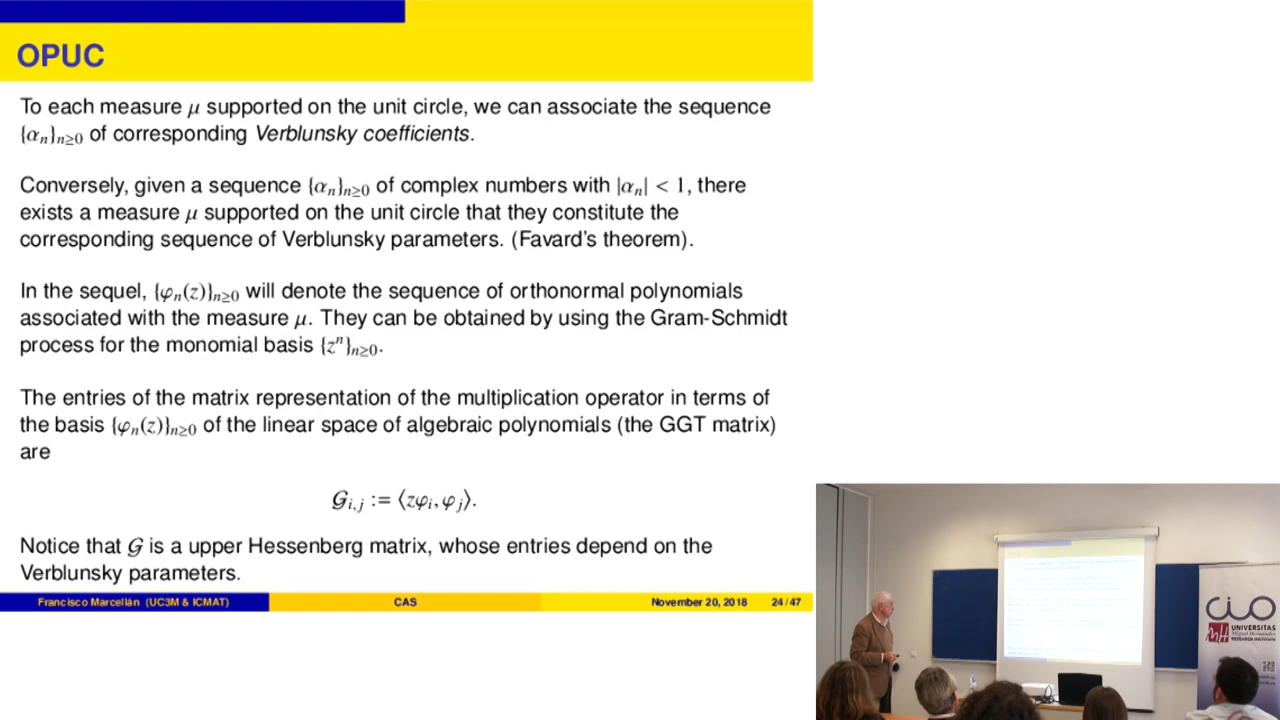 OPUC
To each measure μ supported on the unit circle, we can associate the sequence
{αₙ}ₙ≥₀ of corresponding Verblunsky coefficients.
Conversely, given a sequence {αₙ}ₙ≥₀ of complex numbers with |αₙ| < 1, there
exists a measure μ supported on the unit circle that they constitute the
corresponding sequence of Verblunsky parameters. (Favard's theorem).
In the sequel, {φₙ(z)}ₙ≥₀ will denote the sequence of orthonormal polynomials
associated with the measure μ. They can be obtained by using the Gram-Schmidt
process for the monomial basis {zⁿ}ₙ≥₀.
The entries of the matrix representation of the multiplication operator in terms of
the basis {φₙ(z)}ₙ≥₀ of the linear space of algebraic polynomials (the GGT matrix)
are
𝒢ᵢ,ⱼ := ⟨zφᵢ, φⱼ⟩.
Notice that 𝒢 is a upper Hessenberg matrix, whose entries depend on the
Verblunsky parameters.
Francisco Marcellán (UC3M & ICMAT) CAS November 20, 2018 24/47
CIO
UNIVERSITAS
Miguel Hernández
RESEARCH INSTITUTE